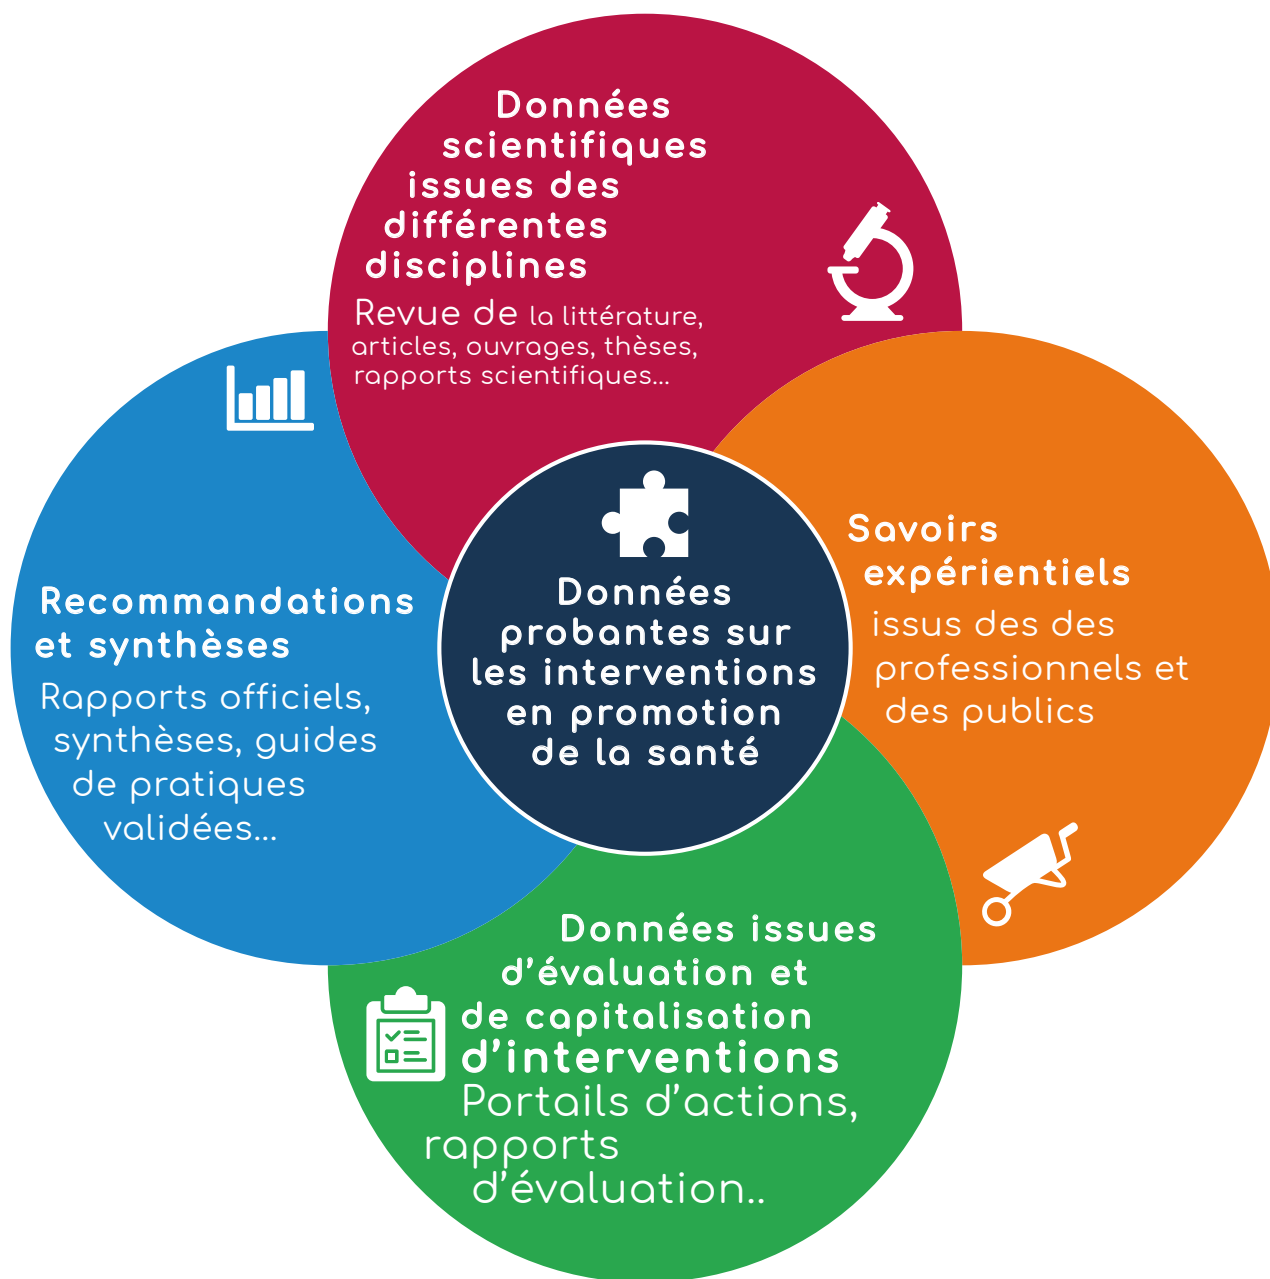 Données
scientifiques
issues des
différentes
disciplines
Revue de la littérature,
articles, ouvrages, thèses,
rapports scientifiques...
Recommandations
et synthèses
Rapports officiels,
synthèses, guides
de pratiques
validées...
Données
probantes sur
les interventions
en promotion
de la santé
Savoirs
expérientiels
issus des des
professionnels et
des publics
Données issues
d’évaluation et
de capitalisation
d’interventions
Portails d’actions,
rapports
d’évaluation..